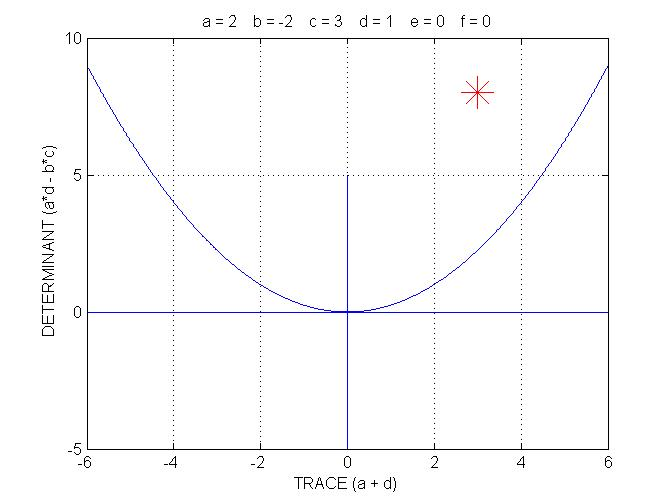 a = 2 b = -2 c = 3 d = 1 e = 0 f = 0
10
5
0
-5
DETERMINANT (a*d - b*c)
-6 -4 -2 0 2 4 6
TRACE (a + d)